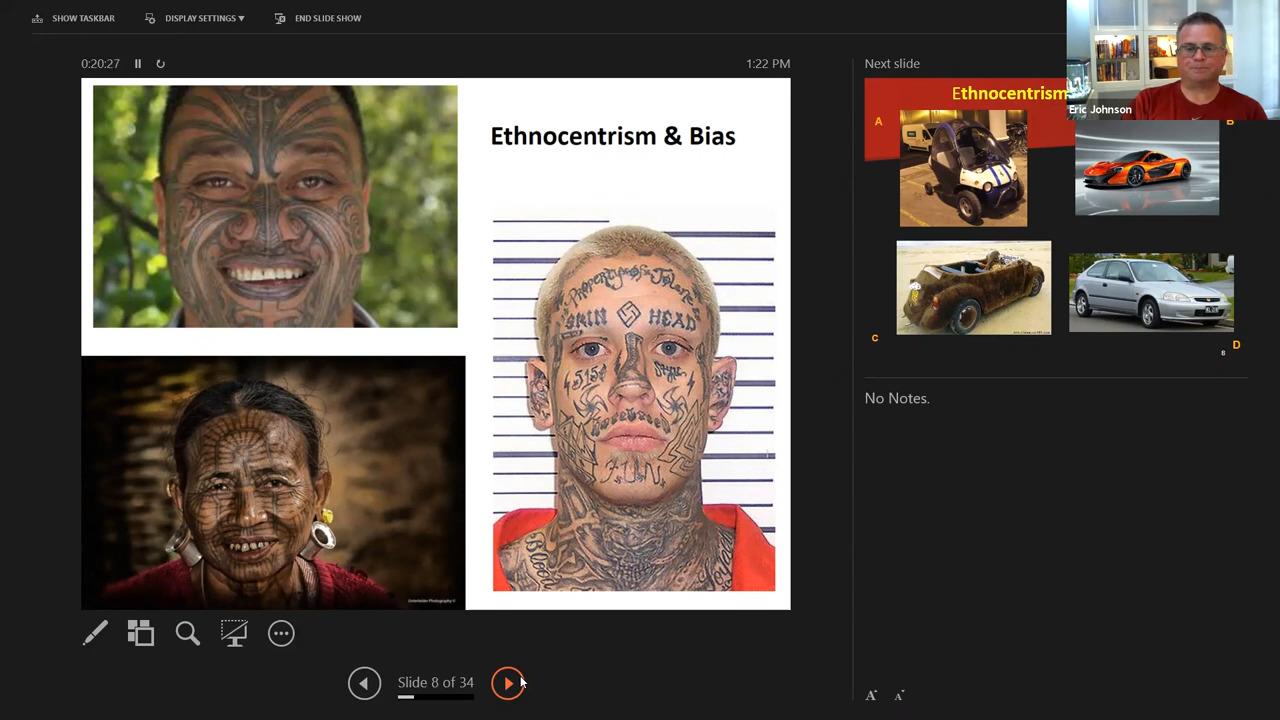 SHOW TASKBAR
DISPLAY SETTINGS ▼
END SLIDE SHOW
0:20:27
1:22 PM
Next slide
Ethnocentrism & Bias
SKIN HEAD
Ethnocentrism
Eric Johnson
A
B
C
D
8
No Notes.
Slide 8 of 34
A
A